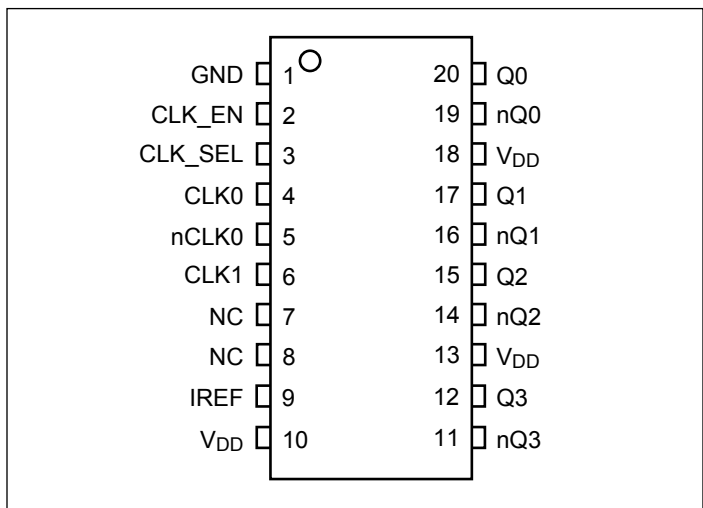 GND 1 20 Q0
CLK_EN 2 19 nQ0
CLK_SEL 3 18 VDD
CLK0 4 17 Q1
nCLK0 5 16 nQ1
CLK1 6 15 Q2
NC 7 14 nQ2
NC 8 13 VDD
IREF 9 12 Q3
VDD 10 11 nQ3